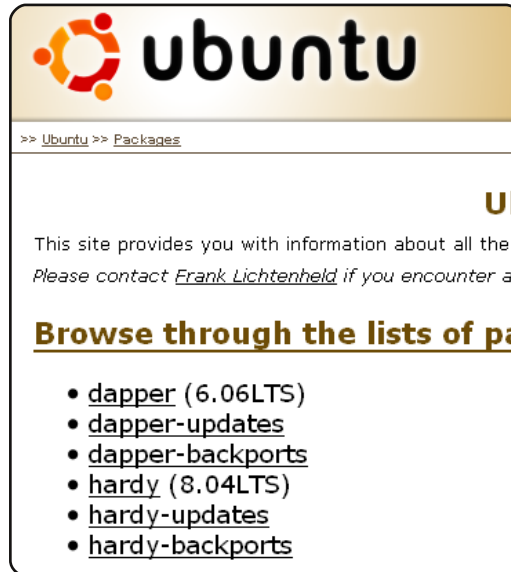 ubuntu
>> Ubuntu >> Packages
U
This site provides you with information about all the
Please contact Frank Lichtenheld if you encounter a
Browse through the lists of pa
• dapper (6.06LTS)
• dapper-updates
• dapper-backports
• hardy (8.04LTS)
• hardy-updates
• hardy-backports